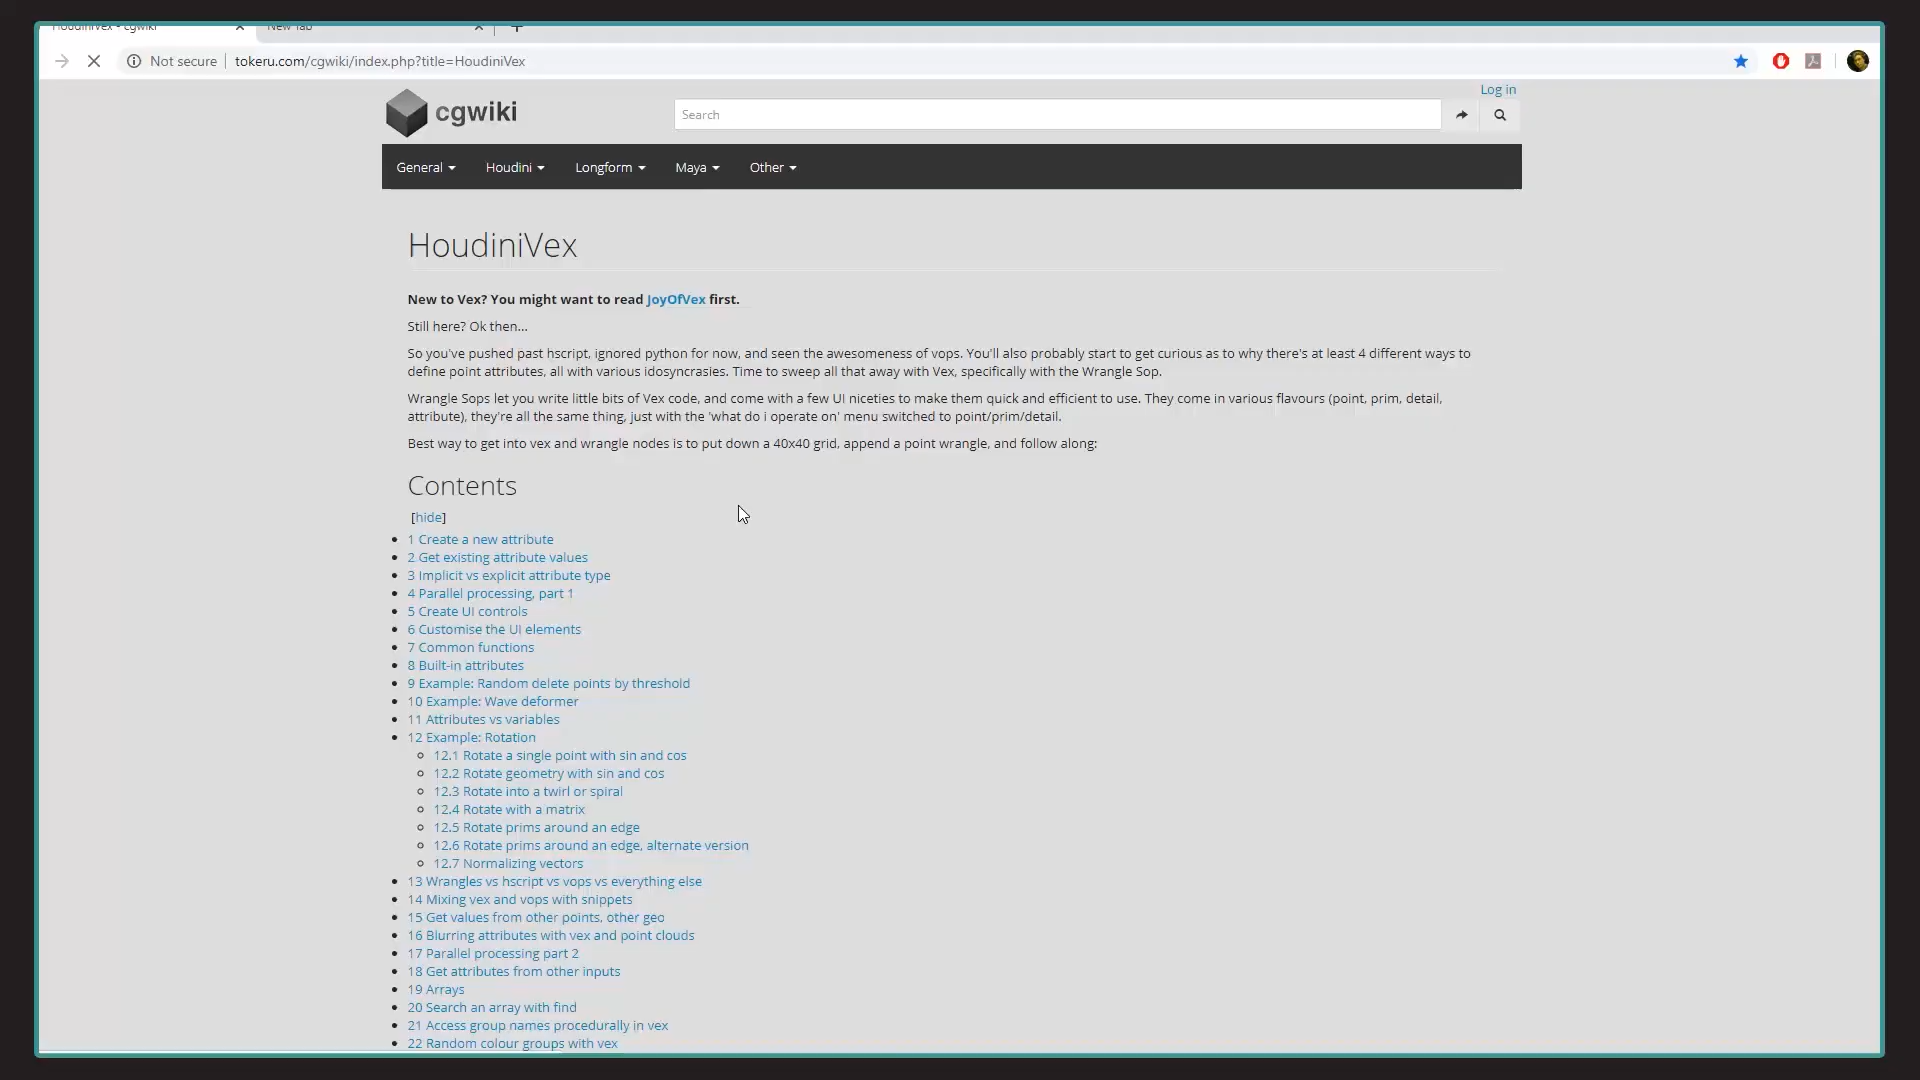 HoudiniVex - cgwiki
New Tab
Not secure
tokeru.com/cgwiki/index.php?title=HoudiniVex
Log in
cgwiki
Search
General
Houdini
Longform
Maya
Other
HoudiniVex
New to Vex? You might want to read JoyOfVex first.
Still here? Ok then...
So you've pushed past hscript, ignored python for now, and seen the awesomeness of vops. You'll also probably start to get curious as to why there's at least 4 different ways to
define point attributes, all with various idosyncrasies. Time to sweep all that away with Vex, specifically with the Wrangle Sop.
Wrangle Sops let you write little bits of Vex code, and come with a few UI niceties to make them quick and efficient to use. They come in various flavours (point, prim, detail,
attribute), they're all the same thing, just with the 'what do i operate on' menu switched to point/prim/detail.
Best way to get into vex and wrangle nodes is to put down a 40x40 grid, append a point wrangle, and follow along:
Contents
[hide]
1 Create a new attribute
2 Get existing attribute values
3 Implicit vs explicit attribute type
4 Parallel processing, part 1
5 Create UI controls
6 Customise the UI elements
7 Common functions
8 Built-in attributes
9 Example: Random delete points by threshold
10 Example: Wave deformer
11 Attributes vs variables
12 Example: Rotation
12.1 Rotate a single point with sin and cos
12.2 Rotate geometry with sin and cos
12.3 Rotate into a twirl or spiral
12.4 Rotate with a matrix
12.5 Rotate prims around an edge
12.6 Rotate prims around an edge, alternate version
12.7 Normalizing vectors
13 Wrangles vs hscript vs vops vs everything else
14 Mixing vex and vops with snippets
15 Get values from other points, other geo
16 Blurring attributes with vex and point clouds
17 Parallel processing part 2
18 Get attributes from other inputs
19 Arrays
20 Search an array with find
21 Access group names procedurally in vex
22 Random colour groups with vex